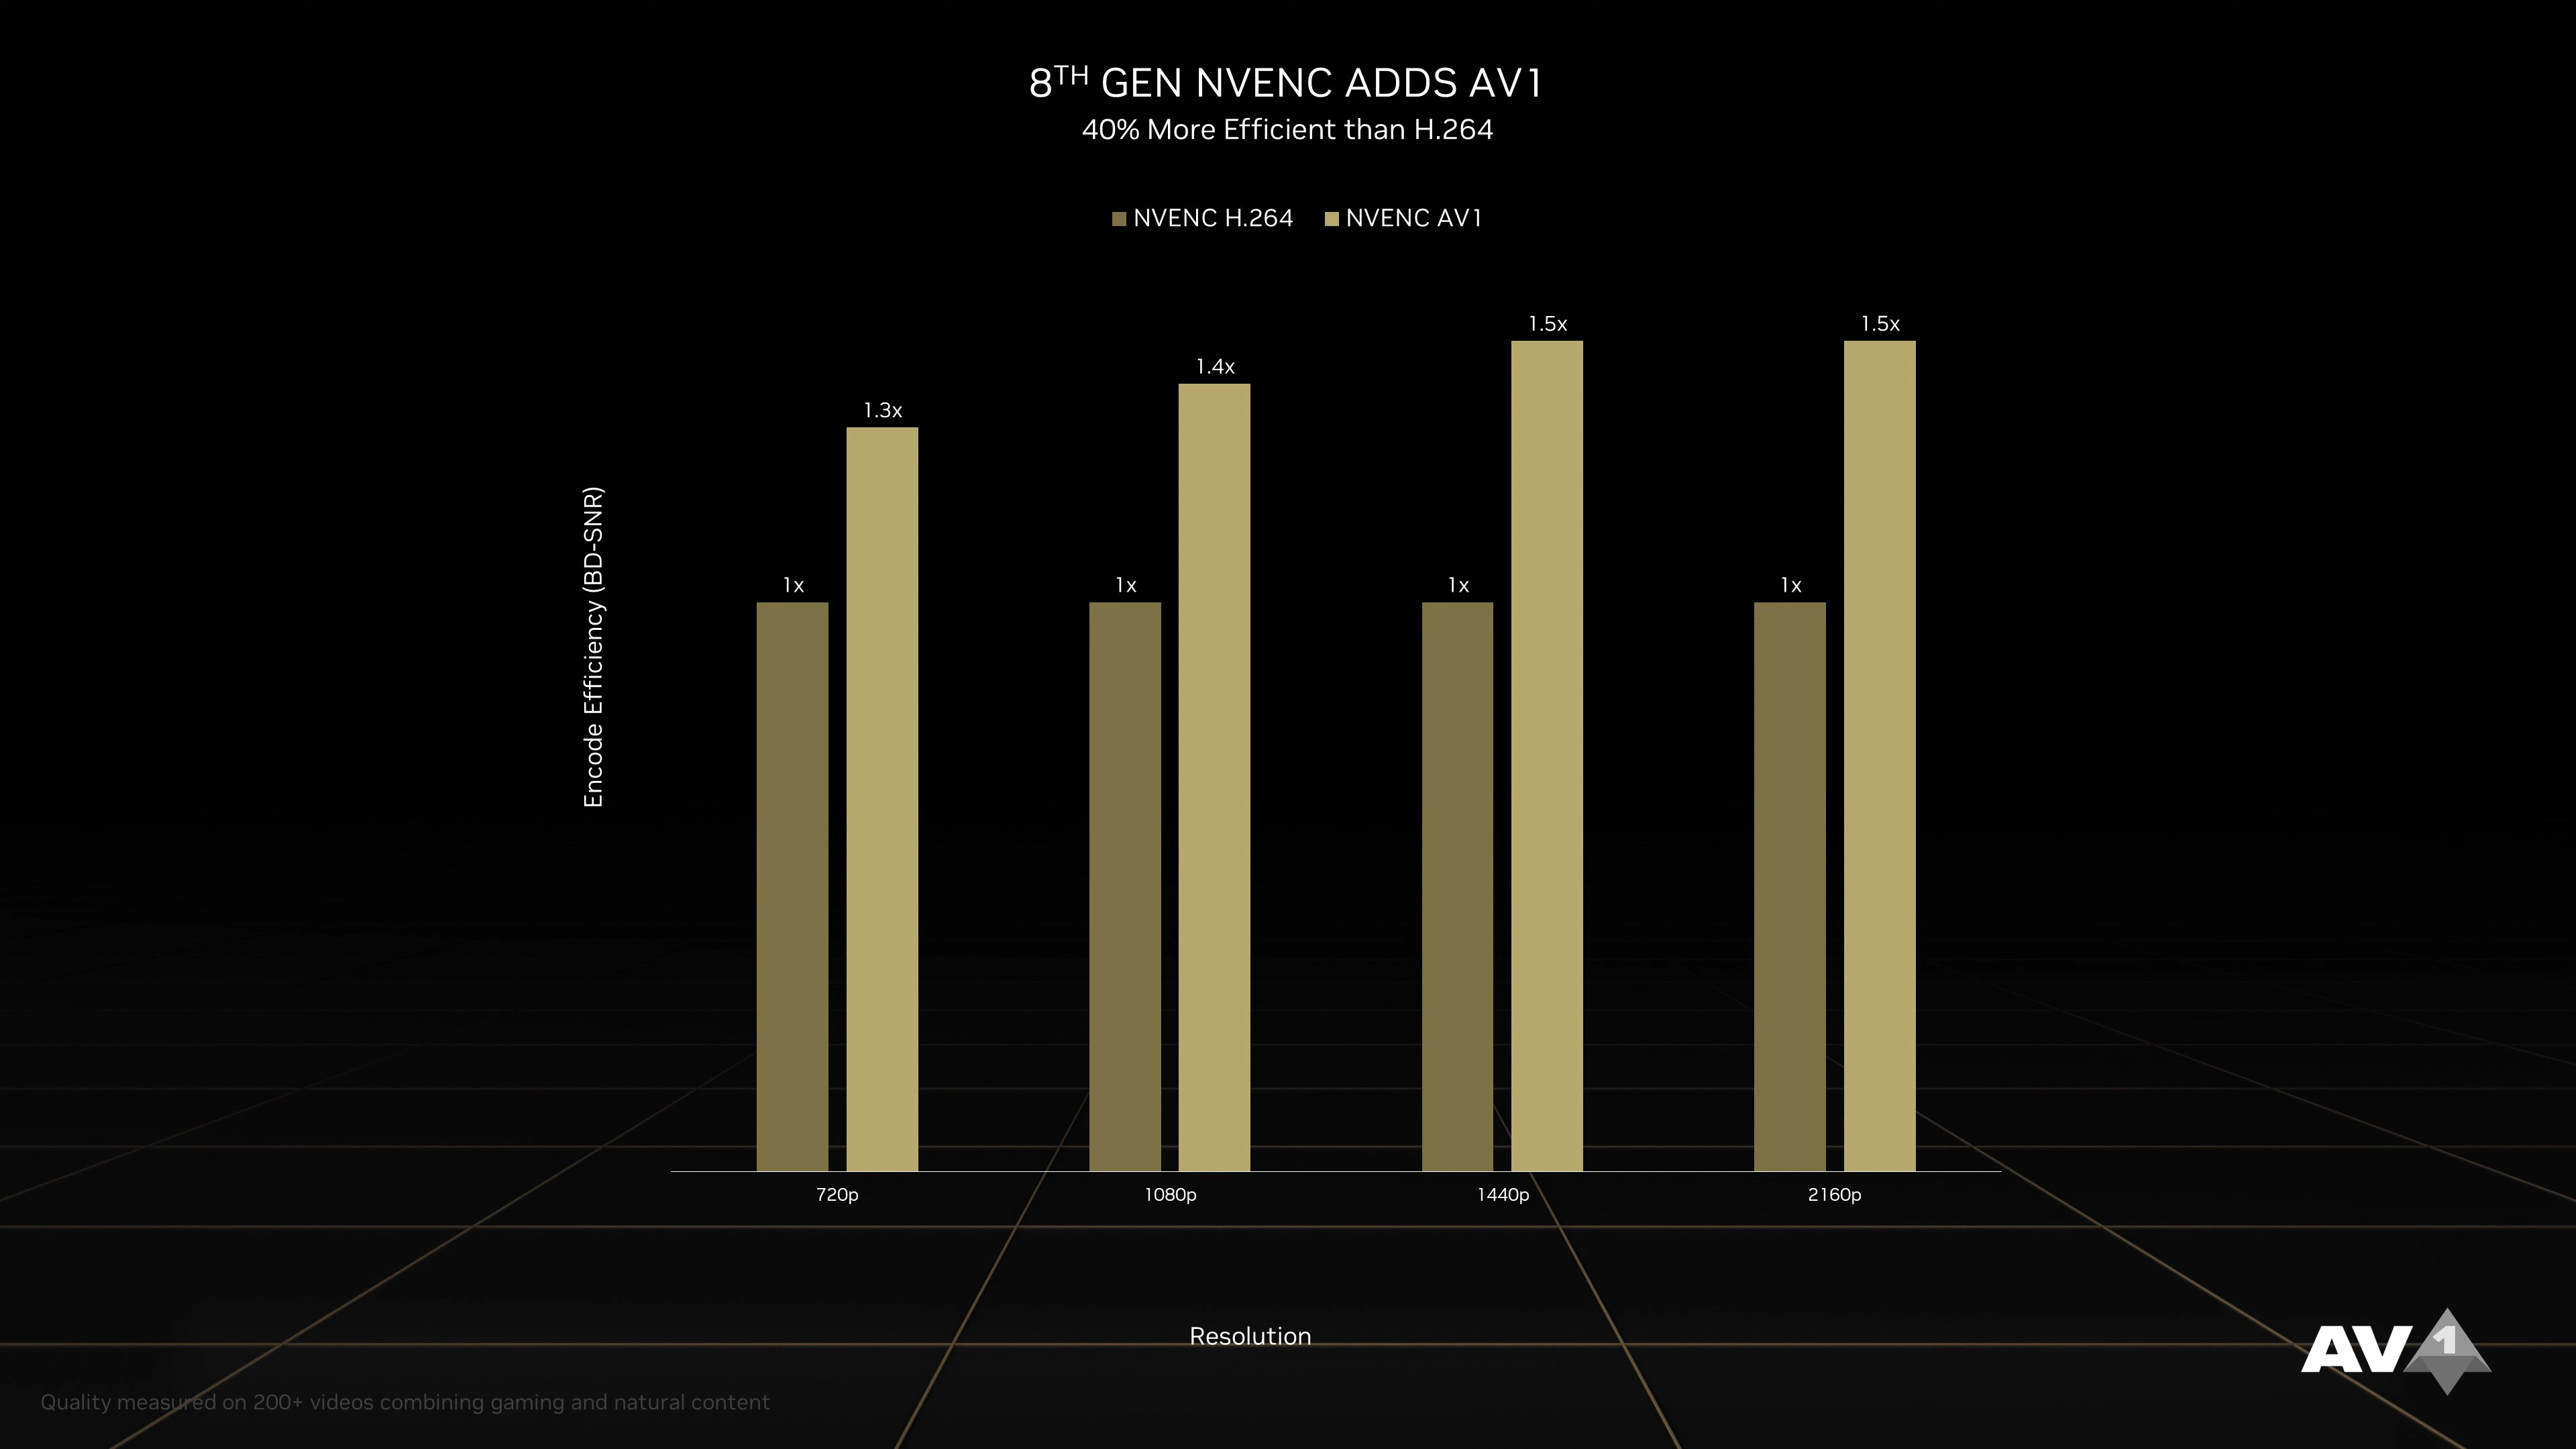 8TH GEN NVENC ADDS AV1
40% More Efficient than H.264
NVENC H.264 NVENC AV1
1.5x 1.5x
1.4x
1.3x
1x 1x 1x 1x
Encode Efficiency (BD-SNR)
720p 1080p 1440p 2160p
Resolution
AV1
Quality measured on 200+ videos combining gaming and natural content